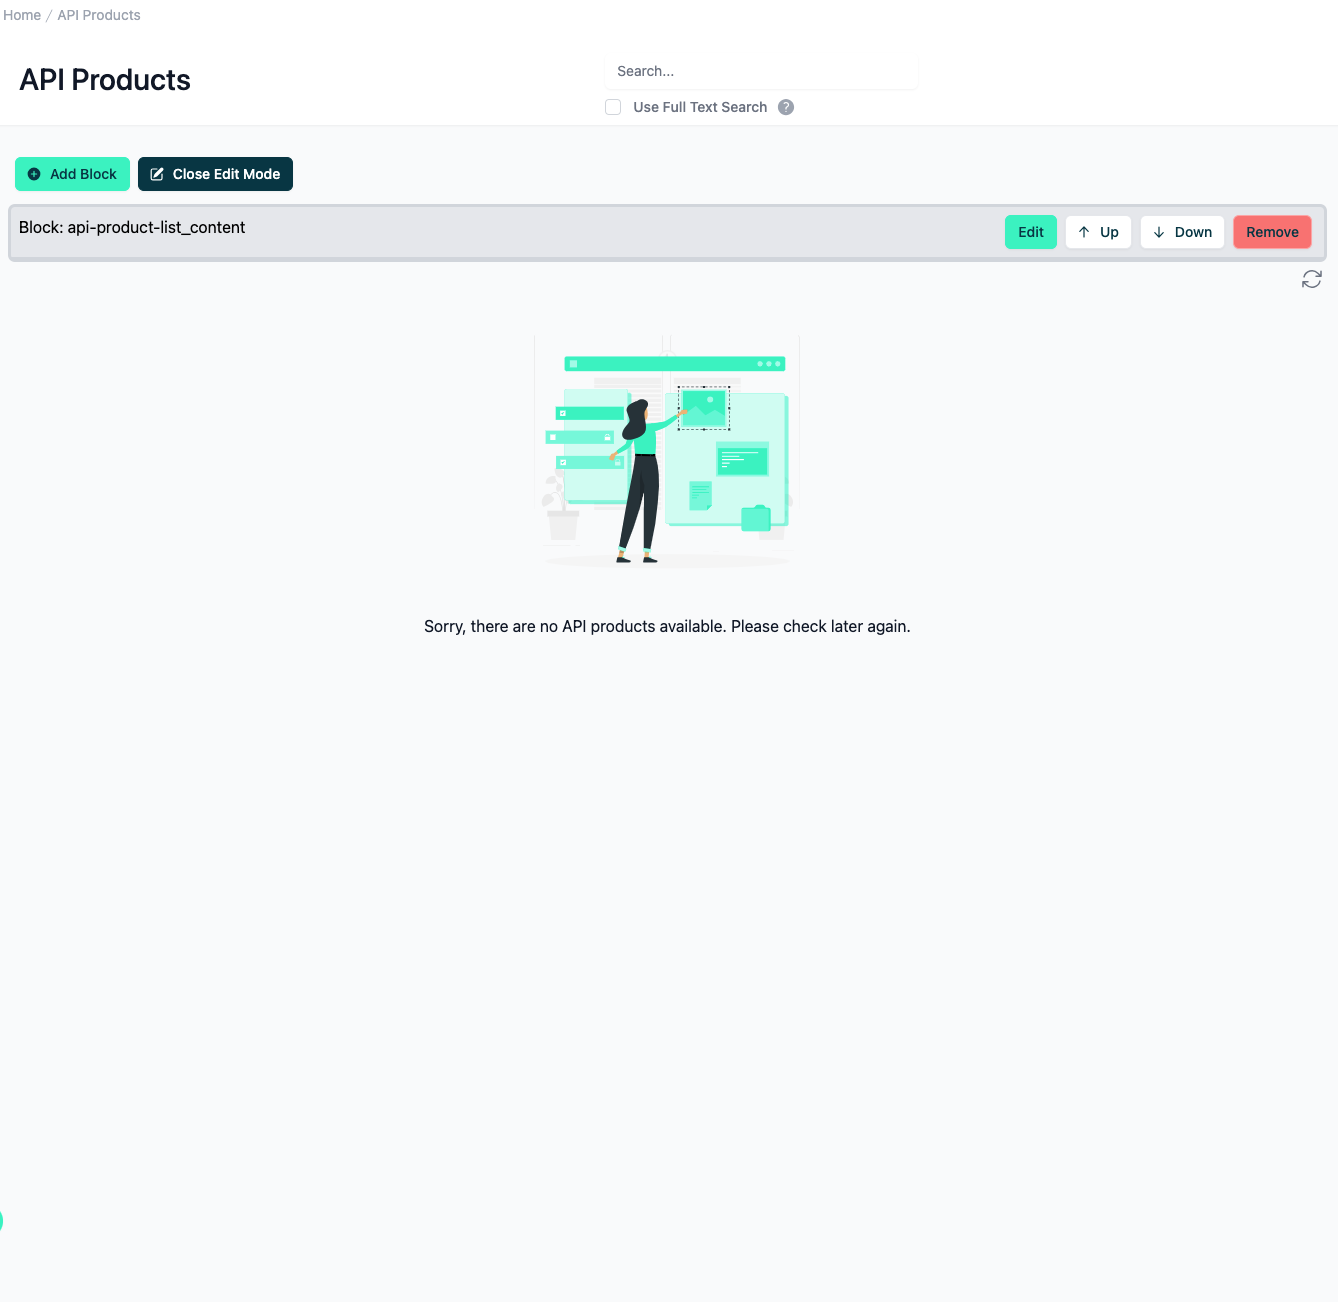 Home / API Products
API Products
Search...
Use Full Text Search ?
Add Block
Close Edit Mode
Block: api-product-list_content
Edit
Up
Down
Remove
Sorry, there are no API products available. Please check later again.